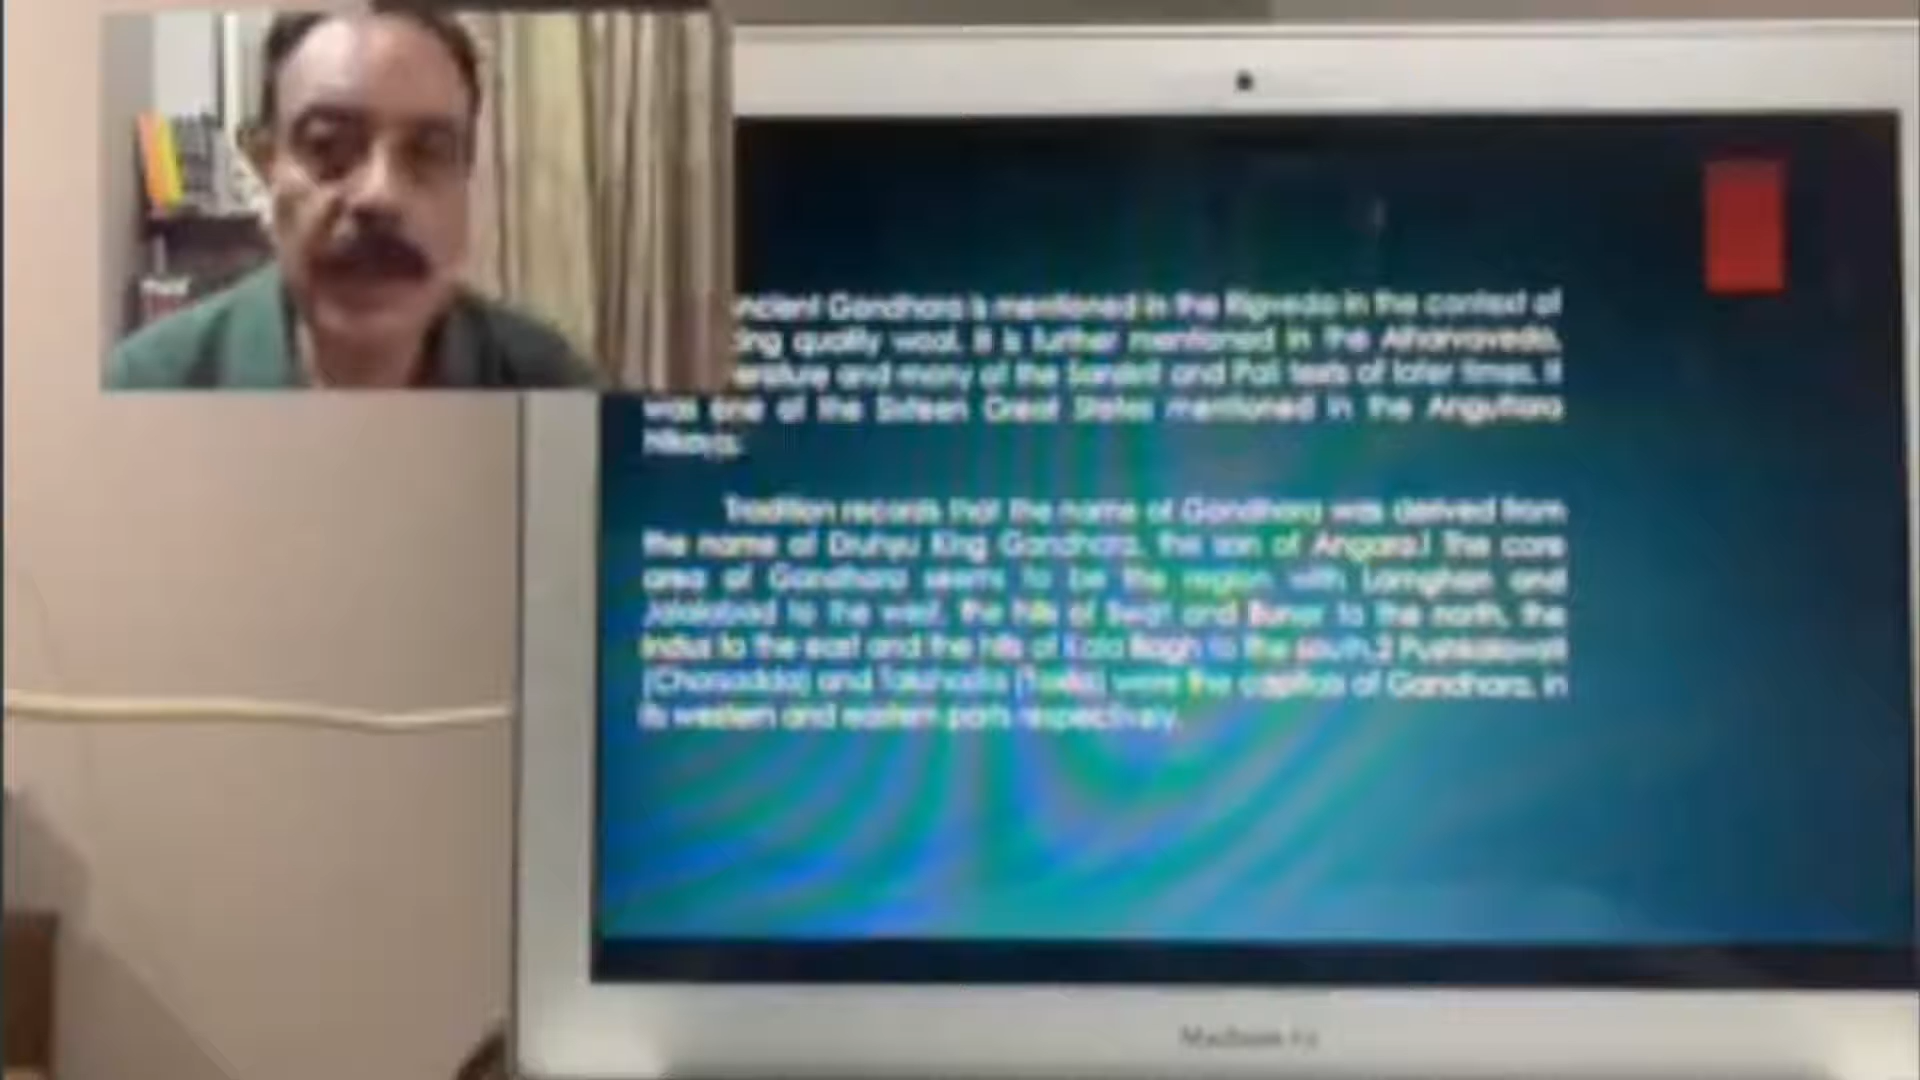 ncient Gandhara is mentioned in the Rigveda in the context of
ing quality wool. It is further mentioned in the Atharvaveda,
erature and many of the Sanskrit and Pali texts of later times. It
was one of the Sixteen Great States mentioned in the Anguttara
Nikaya.
Tradition records that the name of Gandhara was derived from
the name of Druhyu King Gandhara, the son of Angara.1 The core
area of Gandhara seems to be the region with Lamghan and
Jalalabad to the west, the hills of Swat and Buner to the north, the
Indus to the east and the hills of Kala Bagh to the south.2 Pushkalavati
(Charsadda) and Takshasila (Taxila) were the capitals of Gandhara, in
its western and eastern parts respectively.
MacBook Air